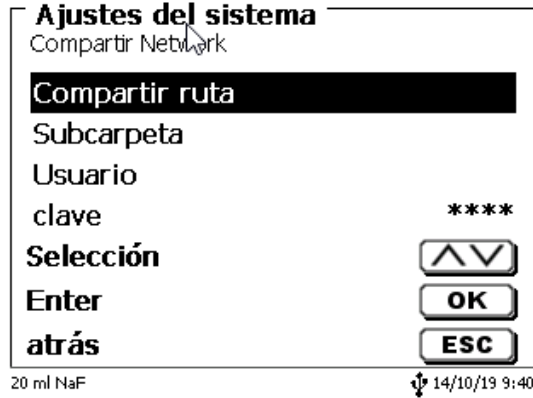 Ajustes del sistema
Compartir Network
Compartir ruta
Subcarpeta
Usuario
clave ****
Selección
Enter OK
atrás ESC
20 ml NaF 14/10/19 9:40